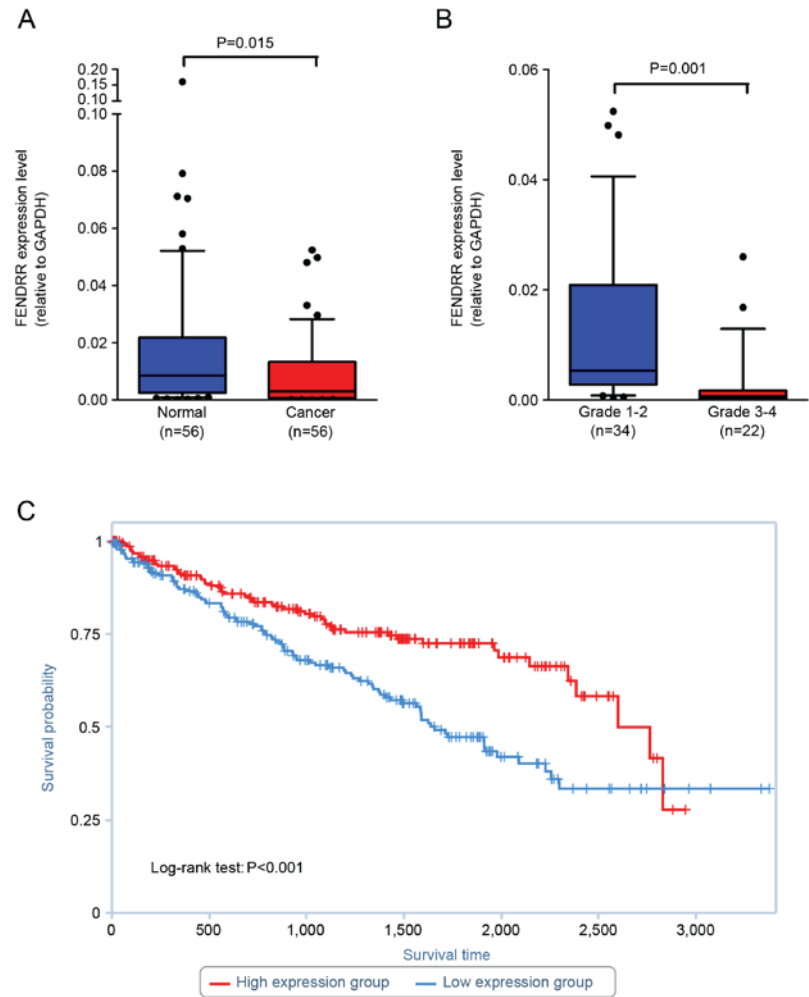 A
P=0.015
0.20
0.15
0.10
0.10
0.08
0.06
0.04
0.02
0.00
FENDRR expression level
(relative to GAPDH)
Normal
(n=56)
Cancer
(n=56)
B
P=0.001
0.06
0.04
0.02
0.00
FENDRR expression level
(relative to GAPDH)
Grade 1-2
(n=34)
Grade 3-4
(n=22)
C
1
0.75
0.5
0.25
0
Survival probability
Log-rank test: P<0.001
0 500 1,000 1,500 2,000 2,500 3,000
Survival time
High expression group Low expression group